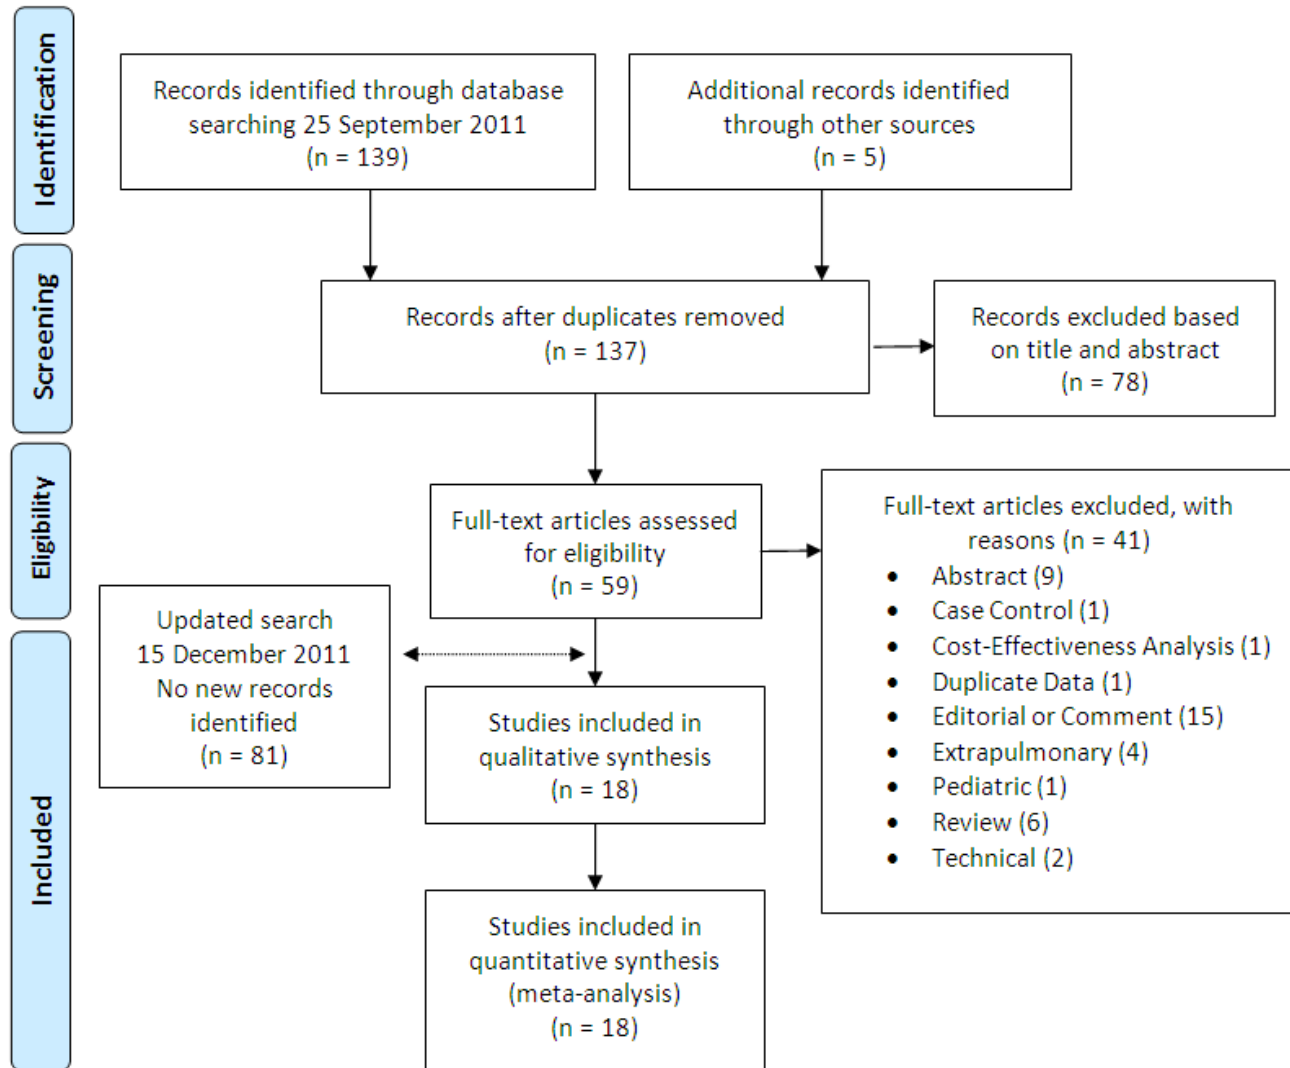 Identification
Records identified through database
searching 25 September 2011
(n = 139)
Additional records identified
through other sources
(n = 5)
Screening
Records after duplicates removed
(n = 137)
Records excluded based
on title and abstract
(n = 78)
Eligibility
Full-text articles assessed
for eligibility
(n = 59)
Full-text articles excluded, with
reasons (n = 41)
• Abstract (9)
• Case Control (1)
• Cost-Effectiveness Analysis (1)
• Duplicate Data (1)
• Editorial or Comment (15)
• Extrapulmonary (4)
• Pediatric (1)
• Review (6)
• Technical (2)
Updated search
15 December 2011
No new records
identified
(n = 81)
Included
Studies included in
qualitative synthesis
(n = 18)
Studies included in
quantitative synthesis
(meta-analysis)
(n = 18)